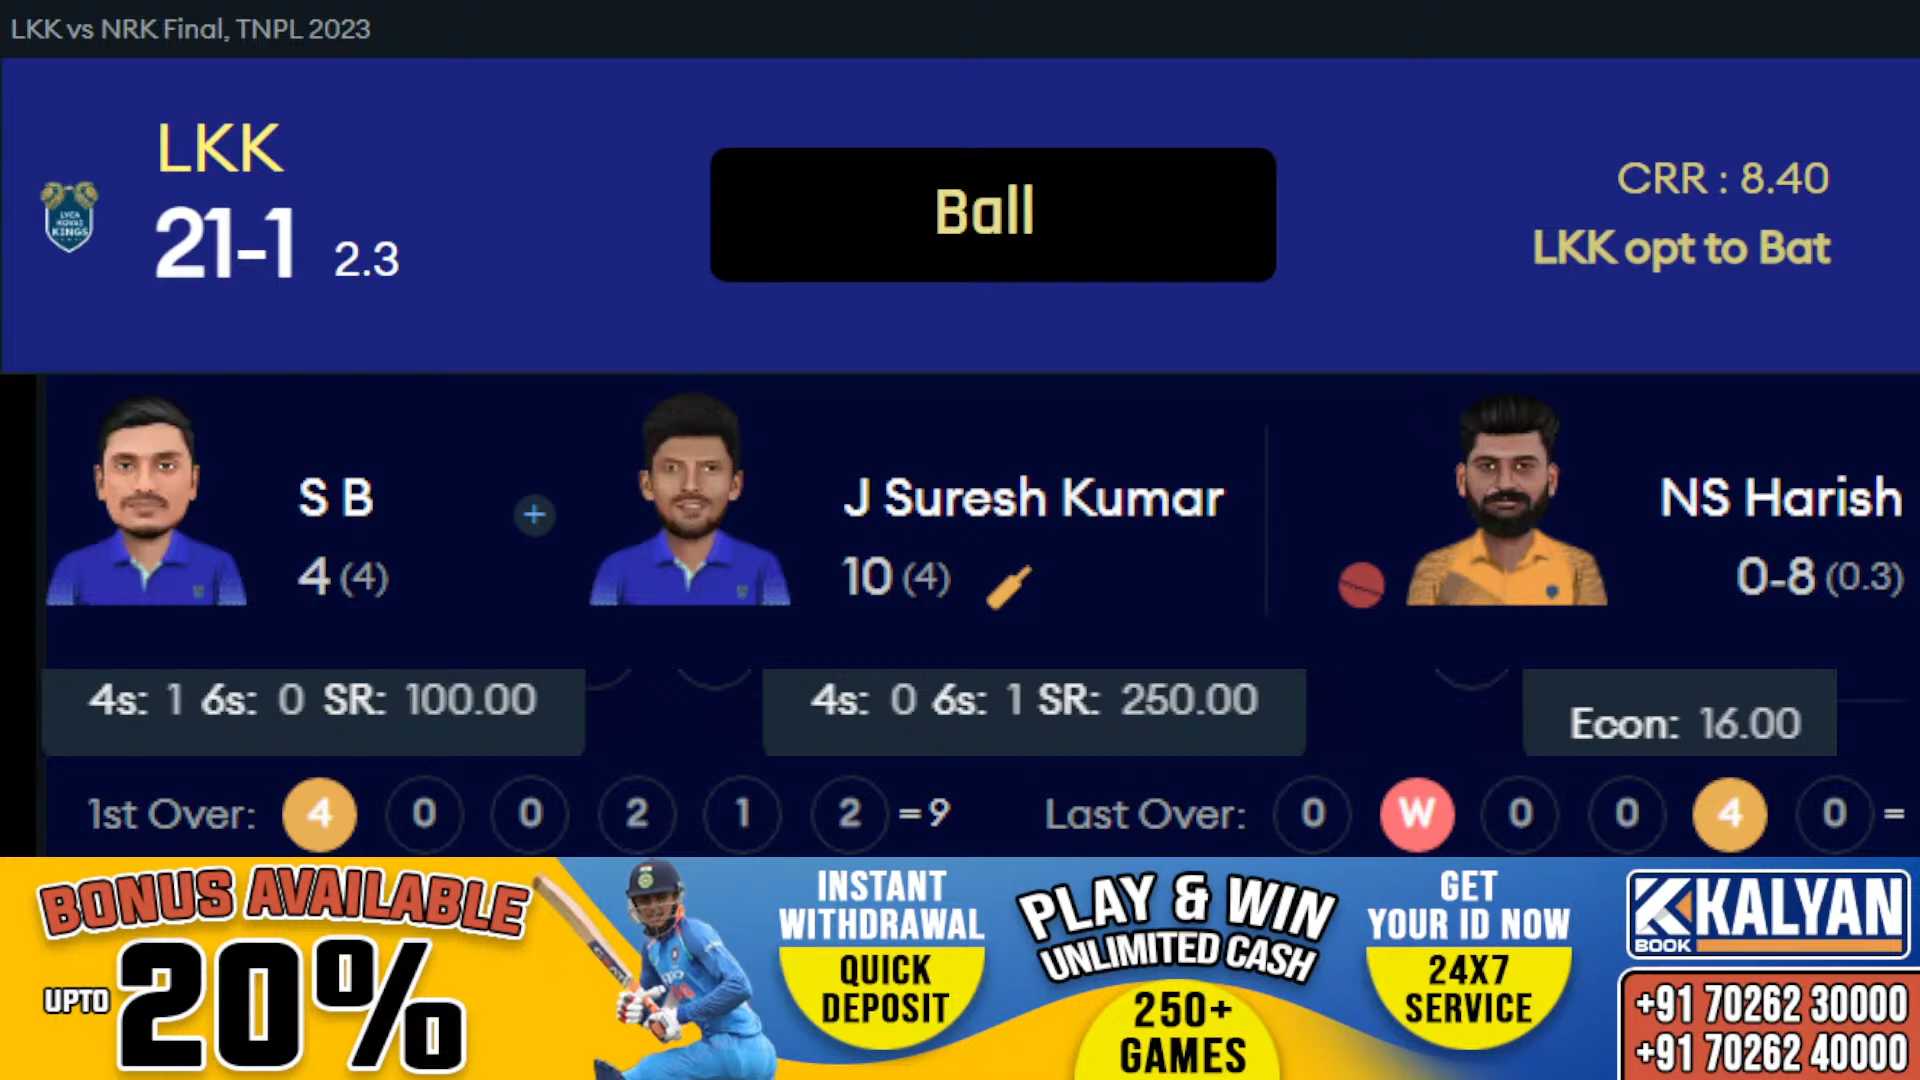 LKK vs NRK Final, TNPL 2023
LKK
21-1 2.3
Ball
CRR : 8.40
LKK opt to Bat
LYCA
KOVAI
KINGS
S B
4 (4)
+
J Suresh Kumar
10 (4)
NS Harish
0-8 (0.3)
4s: 1 6s: 0 SR: 100.00
4s: 0 6s: 1 SR: 250.00
Econ: 16.00
1st Over: 4 0 0 2 1 2 = 9
Last Over: 0 W 0 0 4 0 =
BONUS AVAILABLE
UPTO 20%
INSTANT
WITHDRAWAL
QUICK
DEPOSIT
PLAY & WIN
UNLIMITED CASH
250+
GAMES
GET
YOUR ID NOW
24X7
SERVICE
KALYAN
BOOK
+91 70262 30000
+91 70262 40000